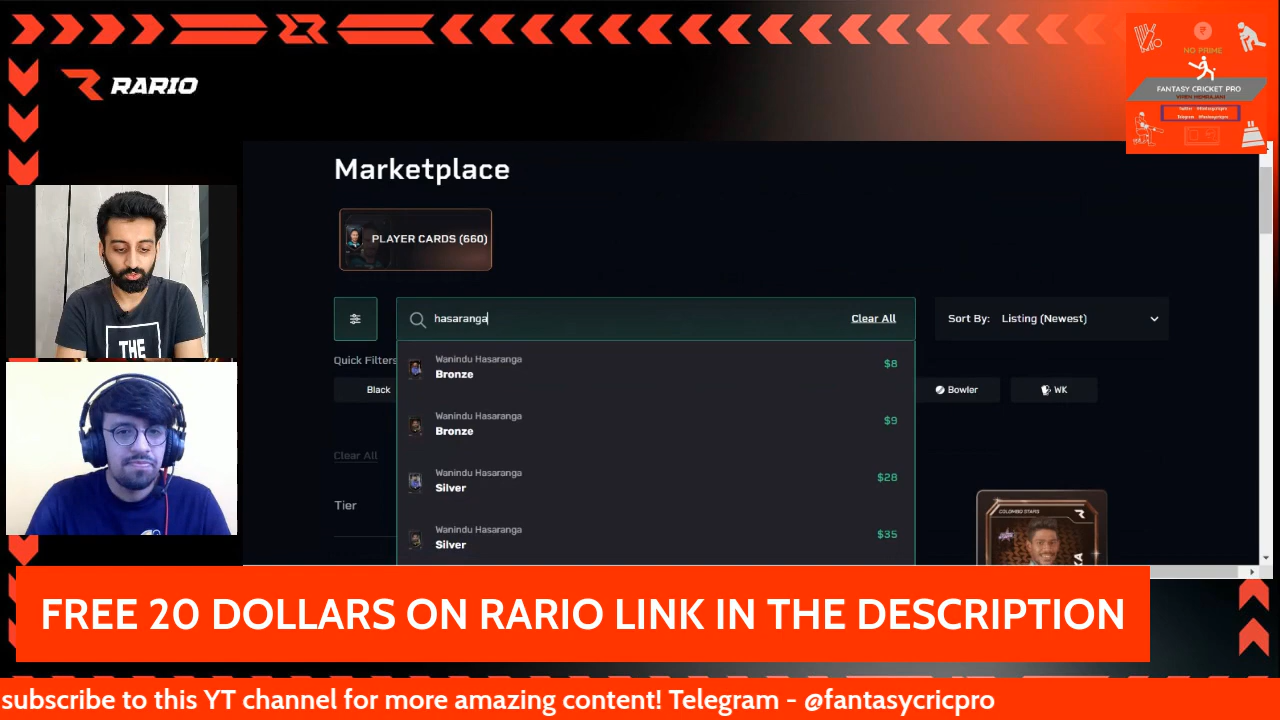 RARIO
NO PRIME
FANTASY CRICKET PRO
Marketplace
PLAYER CARDS (660)
hasaranga
Clear All
Sort By: Listing (Newest)
Quick Filters
Wanindu Hasaranga
Bronze
$8
Black
Bowler
WK
Wanindu Hasaranga
Bronze
$9
Clear All
Wanindu Hasaranga
Silver
$28
Tier
Wanindu Hasaranga
Silver
$35
COLOMBO STARS
THE
FREE 20 DOLLARS ON RARIO LINK IN THE DESCRIPTION
subscribe to this YT channel for more amazing content! Telegram - @fantasycricpro